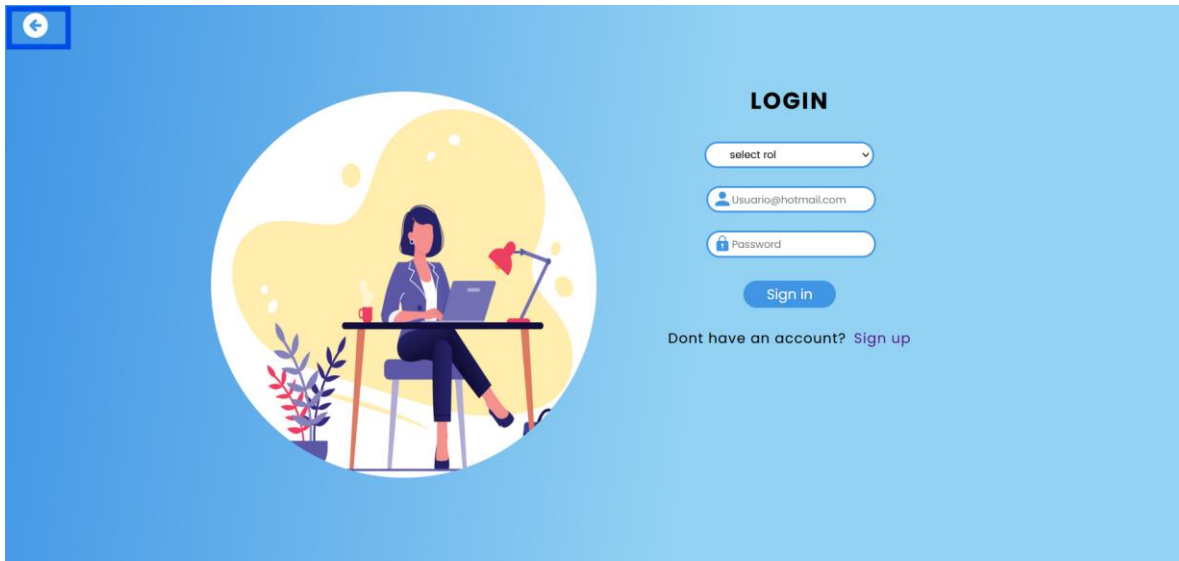 LOGIN
select rol
Usuario@hotmail.com
Password
Sign in
Dont have an account? Sign up